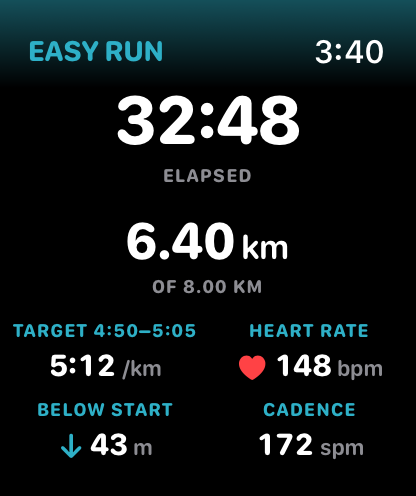 EASY RUN 3:40
32:48
ELAPSED
6.40 km
OF 8.00 KM
TARGET 4:50–5:05 HEART RATE
5:12 /km 148 bpm
BELOW START CADENCE
↓ 43 m 172 spm